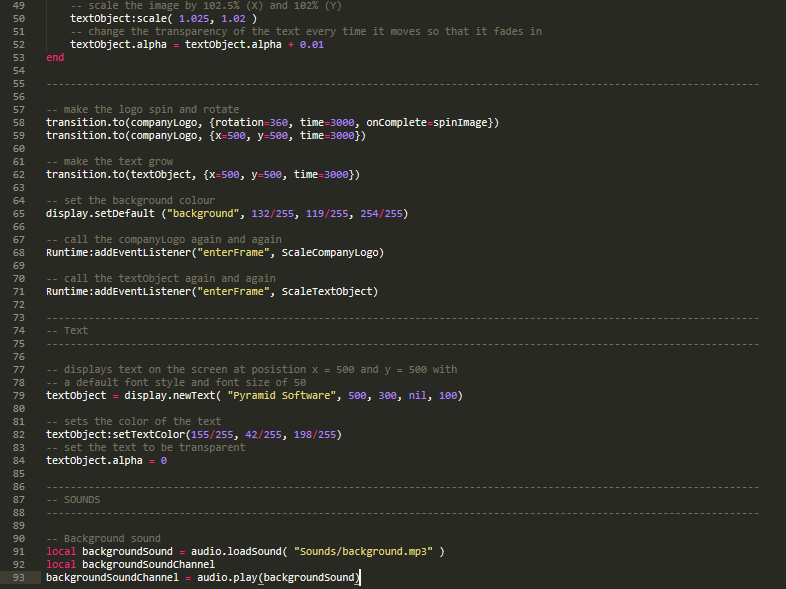 49 -- scale the image by 102.5% (X) and 102% (Y)
50 textObject:scale( 1.025, 1.02 )
51 -- change the transparency of the text every time it moves so that it fades in
52 textObject.alpha = textObject.alpha + 0.01
53 end
54
55 -----------------------------------------------------------------------------------------------------------------------
56
57 -- make the logo spin and rotate
58 transition.to(companyLogo, {rotation=360, time=3000, onComplete=spinImage})
59 transition.to(companyLogo, {x=500, y=500, time=3000})
60
61 -- make the text grow
62 transition.to(textObject, {x=500, y=500, time=3000})
63
64 -- set the background colour
65 display.setDefault ("background", 132/255, 119/255, 254/255)
66
67 -- call the companyLogo again and again
68 Runtime:addEventListener("enterFrame", ScaleCompanyLogo)
69
70 -- call the textObject again and again
71 Runtime:addEventListener("enterFrame", ScaleTextObject)
72
73 -----------------------------------------------------------------------------------------------------------------------
74 -- Text
75 -----------------------------------------------------------------------------------------------------------------------
76
77 -- displays text on the screen at posistion x = 500 and y = 500 with
78 -- a default font style and font size of 50
79 textObject = display.newText( "Pyramid Software", 500, 300, nil, 100)
80
81 -- sets the color of the text
82 textObject:setTextColor(155/255, 42/255, 198/255)
83 -- set the text to be transparent
84 textObject.alpha = 0
85
86 -----------------------------------------------------------------------------------------------------------------------
87 -- SOUNDS
88 -----------------------------------------------------------------------------------------------------------------------
89
90 -- Background sound
91 local backgroundSound = audio.loadSound( "Sounds/background.mp3" )
92 local backgroundSoundChannel
93 backgroundSoundChannel = audio.play(backgroundSound)